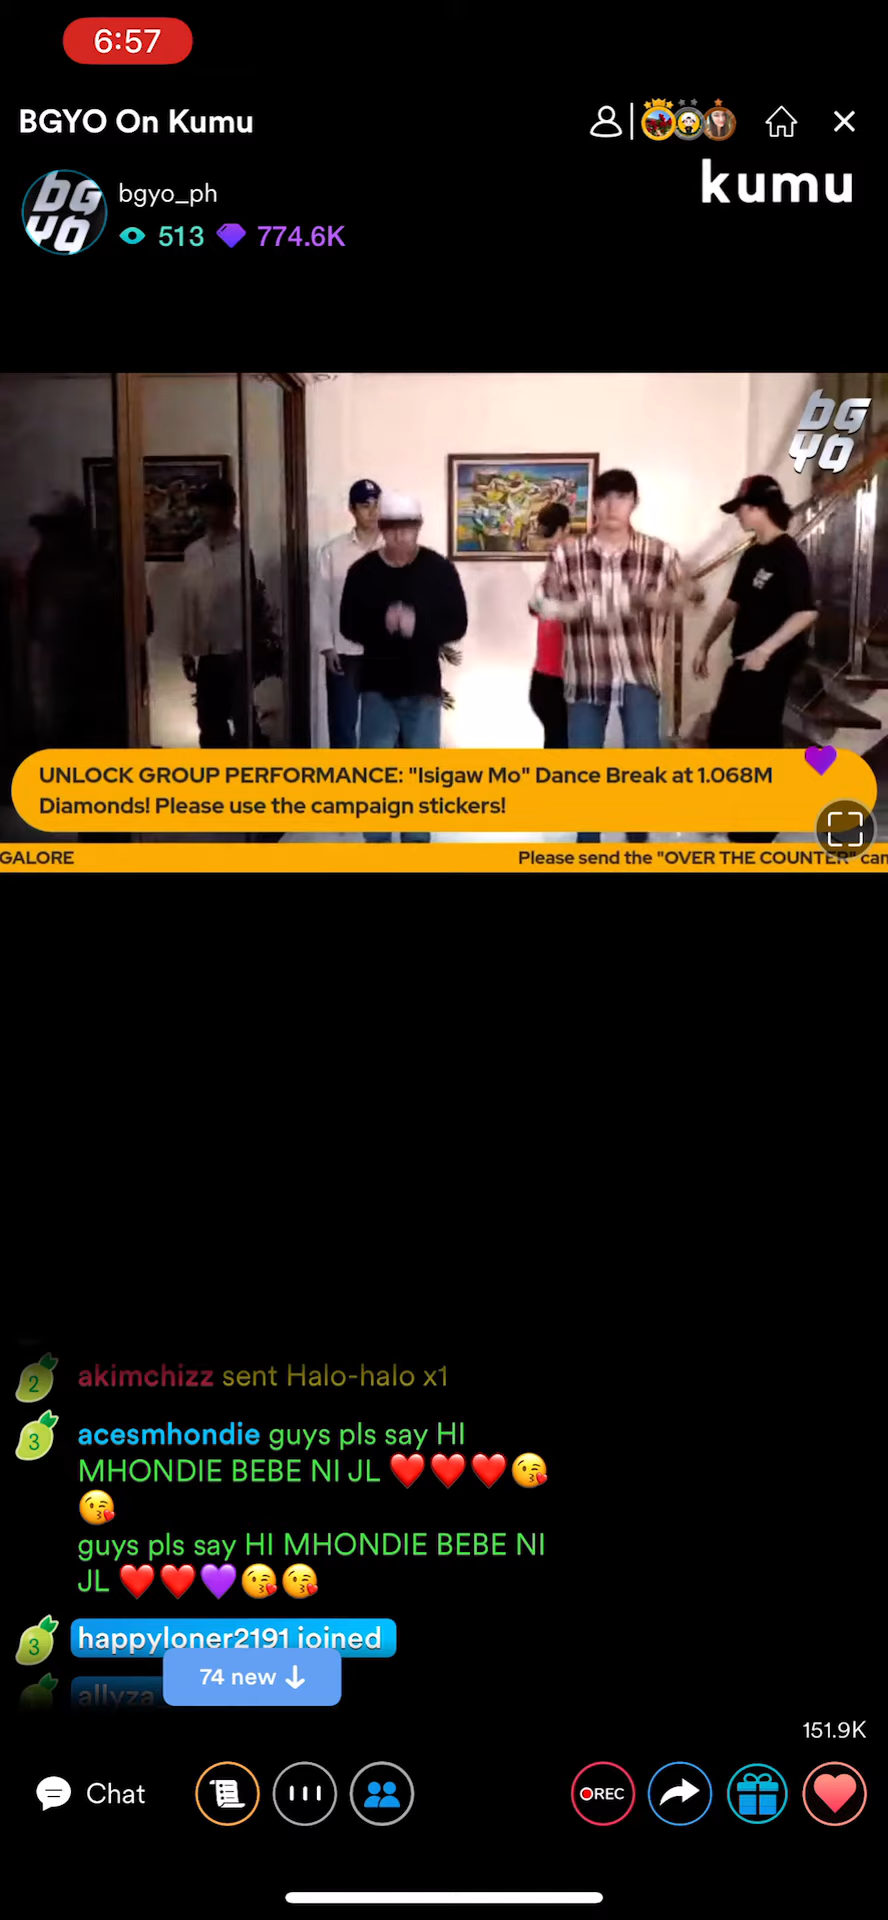 6:57
BGYO On Kumu
kumu
bgyo_ph
513 774.6K
BGYO
BGYO
UNLOCK GROUP PERFORMANCE: "Isigaw Mo" Dance Break at 1.068M
Diamonds! Please use the campaign stickers!
GALORE Please send the "OVER THE COUNTER"
2 akimchizz sent Halo-halo x1
3 acesmhondie guys pls say HI
MHONDIE BEBE NI JL ❤️❤️❤️😘
😘
guys pls say HI MHONDIE BEBE NI
JL ❤️❤️💜😘😘
3 happyloner2191 joined
74 new ↓
allyza
151.9K
Chat
REC